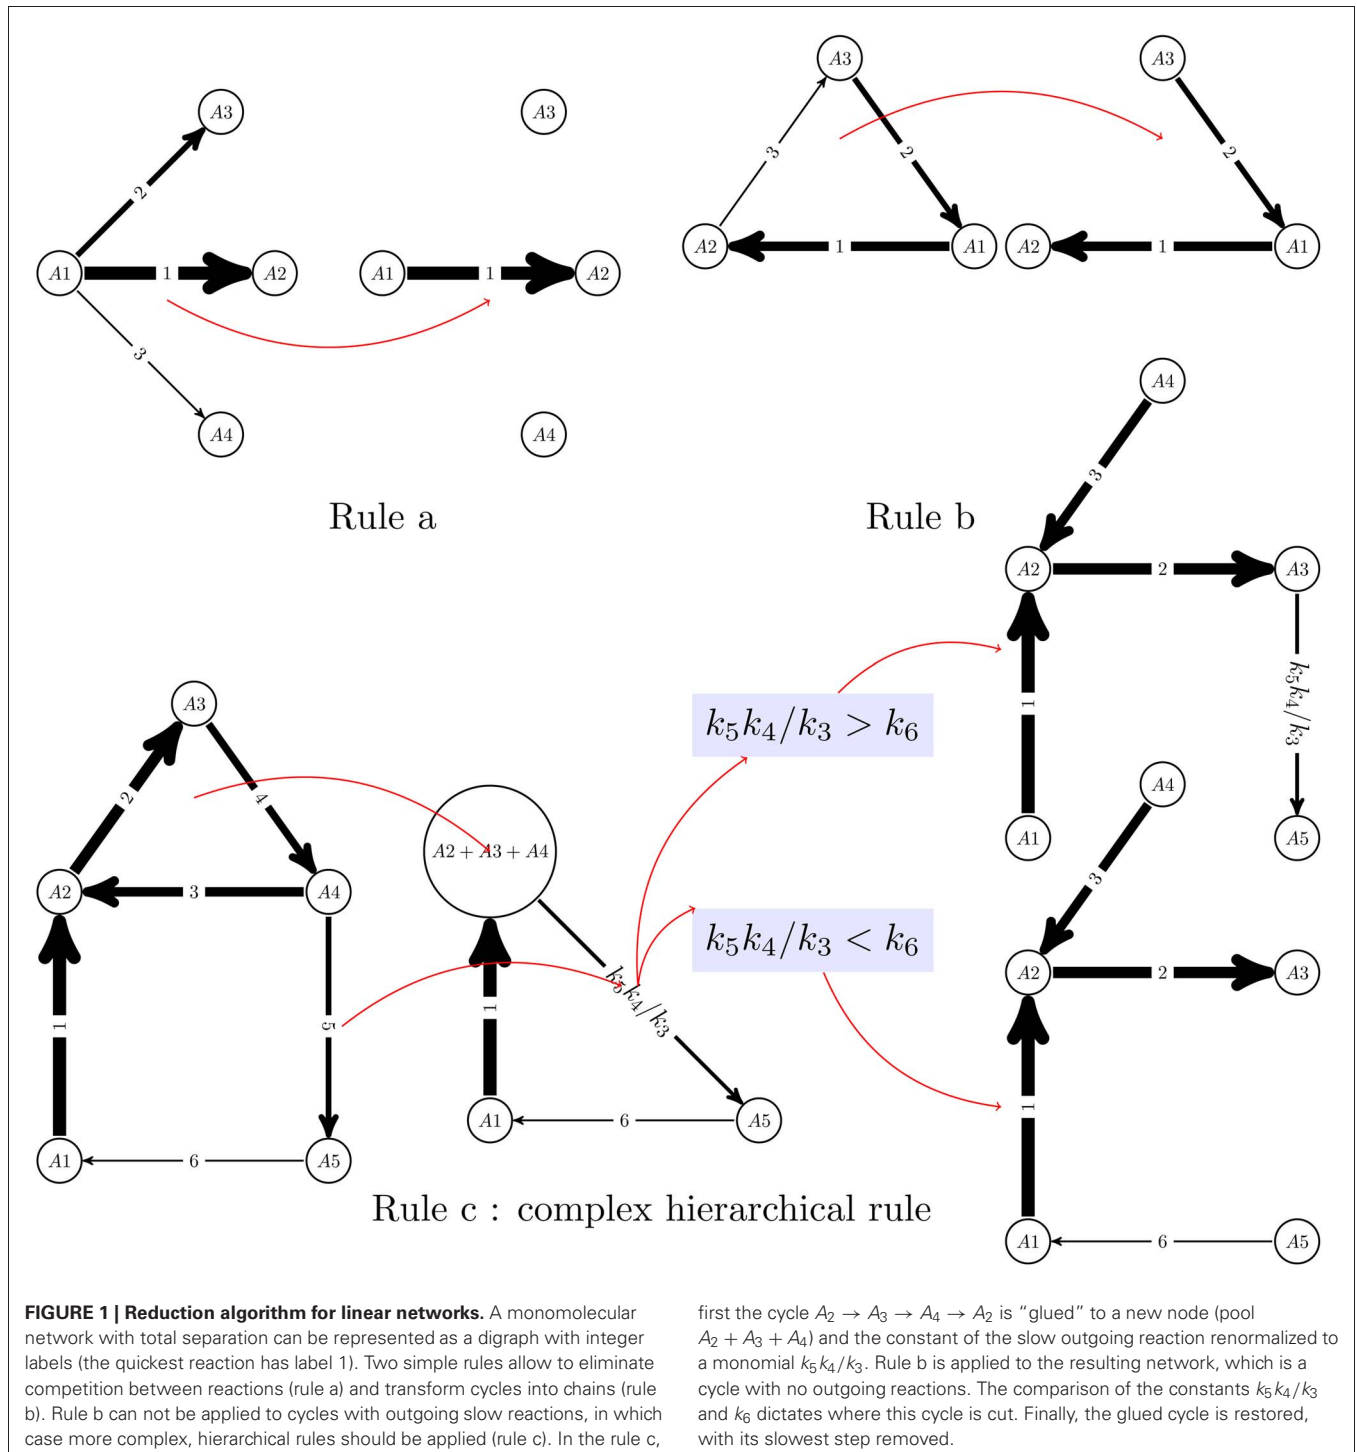 A3
2
A1
1
A2
3
A4
A3
A1
1
A2
A4
Rule a
A3
3
2
A2
1
A1
A3
2
A2
1
A1
Rule b
A3
2
4
A2
3
A4
1
5
A1
6
A5
A2 + A3 + A4
1
k5k4/k3
A1
6
A5
k5k4/k3 > k6
k5k4/k3 < k6
A4
3
A2
2
A3
1
k5k4/k3
A1
A5
A4
3
A2
2
A3
1
A1
6
A5
Rule c : complex hierarchical rule
FIGURE 1 | Reduction algorithm for linear networks. A monomolecular
network with total separation can be represented as a digraph with integer
labels (the quickest reaction has label 1). Two simple rules allow to eliminate
competition between reactions (rule a) and transform cycles into chains (rule
b). Rule b can not be applied to cycles with outgoing slow reactions, in which
case more complex, hierarchical rules should be applied (rule c). In the rule c,
first the cycle A2 → A3 → A4 → A2 is “glued” to a new node (pool
A2 + A3 + A4) and the constant of the slow outgoing reaction renormalized to
a monomial k5k4/k3. Rule b is applied to the resulting network, which is a
cycle with no outgoing reactions. The comparison of the constants k5k4/k3
and k6 dictates where this cycle is cut. Finally, the glued cycle is restored,
with its slowest step removed.